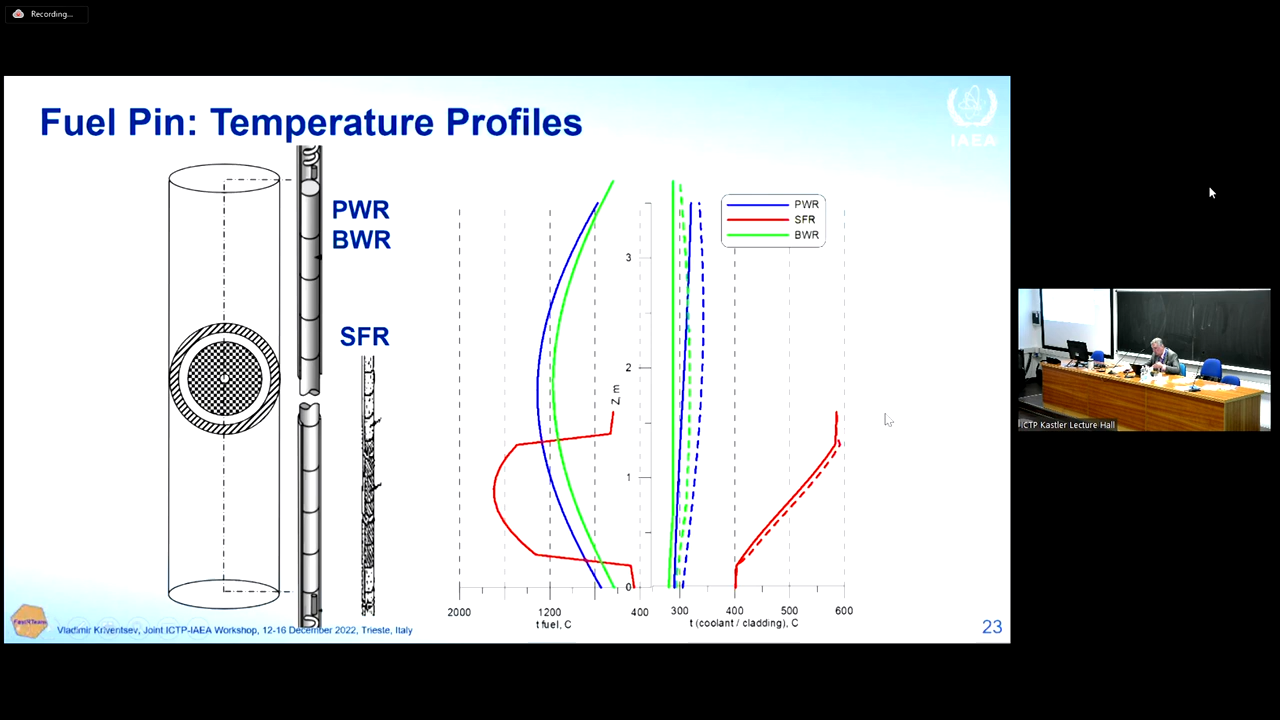 Recording...
Fuel Pin: Temperature Profiles
IAEA
PWR
BWR
SFR
PWR
SFR
BWR
3
2
1
0
Z, m
2000
1200
400
300
400
500
600
t fuel, C
t (coolant / cladding), C
Vladimir Kriventsev, Joint ICTP-IAEA Workshop, 12-16 December 2022, Trieste, Italy
23
ICTP Kastler Lecture Hall